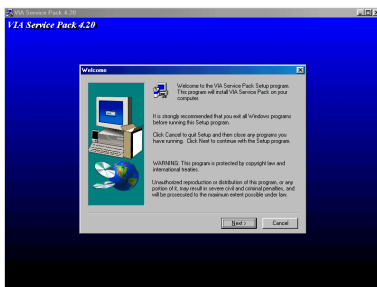 VIA Service Pack 4.20
VIA Service Pack 4.20
Welcome
Welcome to the VIA Service Pack Setup program.
This program will install VIA Service Pack on your
computer.
It is strongly recommended that you exit all Windows programs
before running this Setup program.
Click Cancel to quit Setup and then close any programs you
have running. Click Next to continue with the Setup program.
WARNING: This program is protected by copyright law and
international treaties.
Unauthorized reproduction or distribution of this program, or any
portion of it, may result in severe civil and criminal penalties, and
will be prosecuted to the maximum extent possible under law.
Next >
Cancel